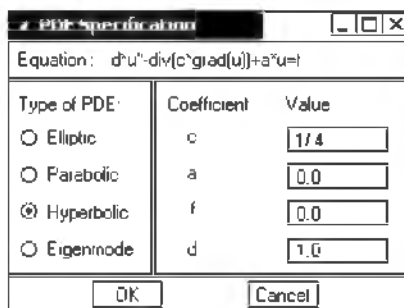 PDE Specification
Equation: d*u''-div(c*grad(u))+a*u=f
Type of PDE: Coefficient Value
Elliptic c 1/4
Parabolic a 0.0
Hyperbolic f 0.0
Eigenmode d 1.0
OK Cancel